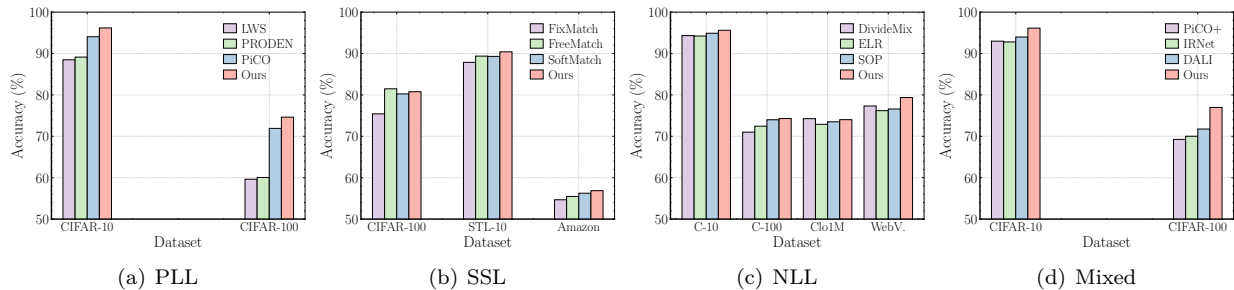 100
90
80
70
60
50
Accuracy (%)
LWS
PRODEN
PiCO
Ours
CIFAR-10
CIFAR-100
Dataset
(a) PLL
100
90
80
70
60
50
Accuracy (%)
FixMatch
FreeMatch
SoftMatch
Ours
CIFAR-100
STL-10
Amazon
Dataset
(b) SSL
100
90
80
70
60
50
Accuracy (%)
DivideMix
ELR
SOP
Ours
C-10
C-100
Clo1M
WebV.
Dataset
(c) NLL
100
90
80
70
60
50
Accuracy (%)
PiCO+
IRNet
DALI
Ours
CIFAR-10
CIFAR-100
Dataset
(d) Mixed